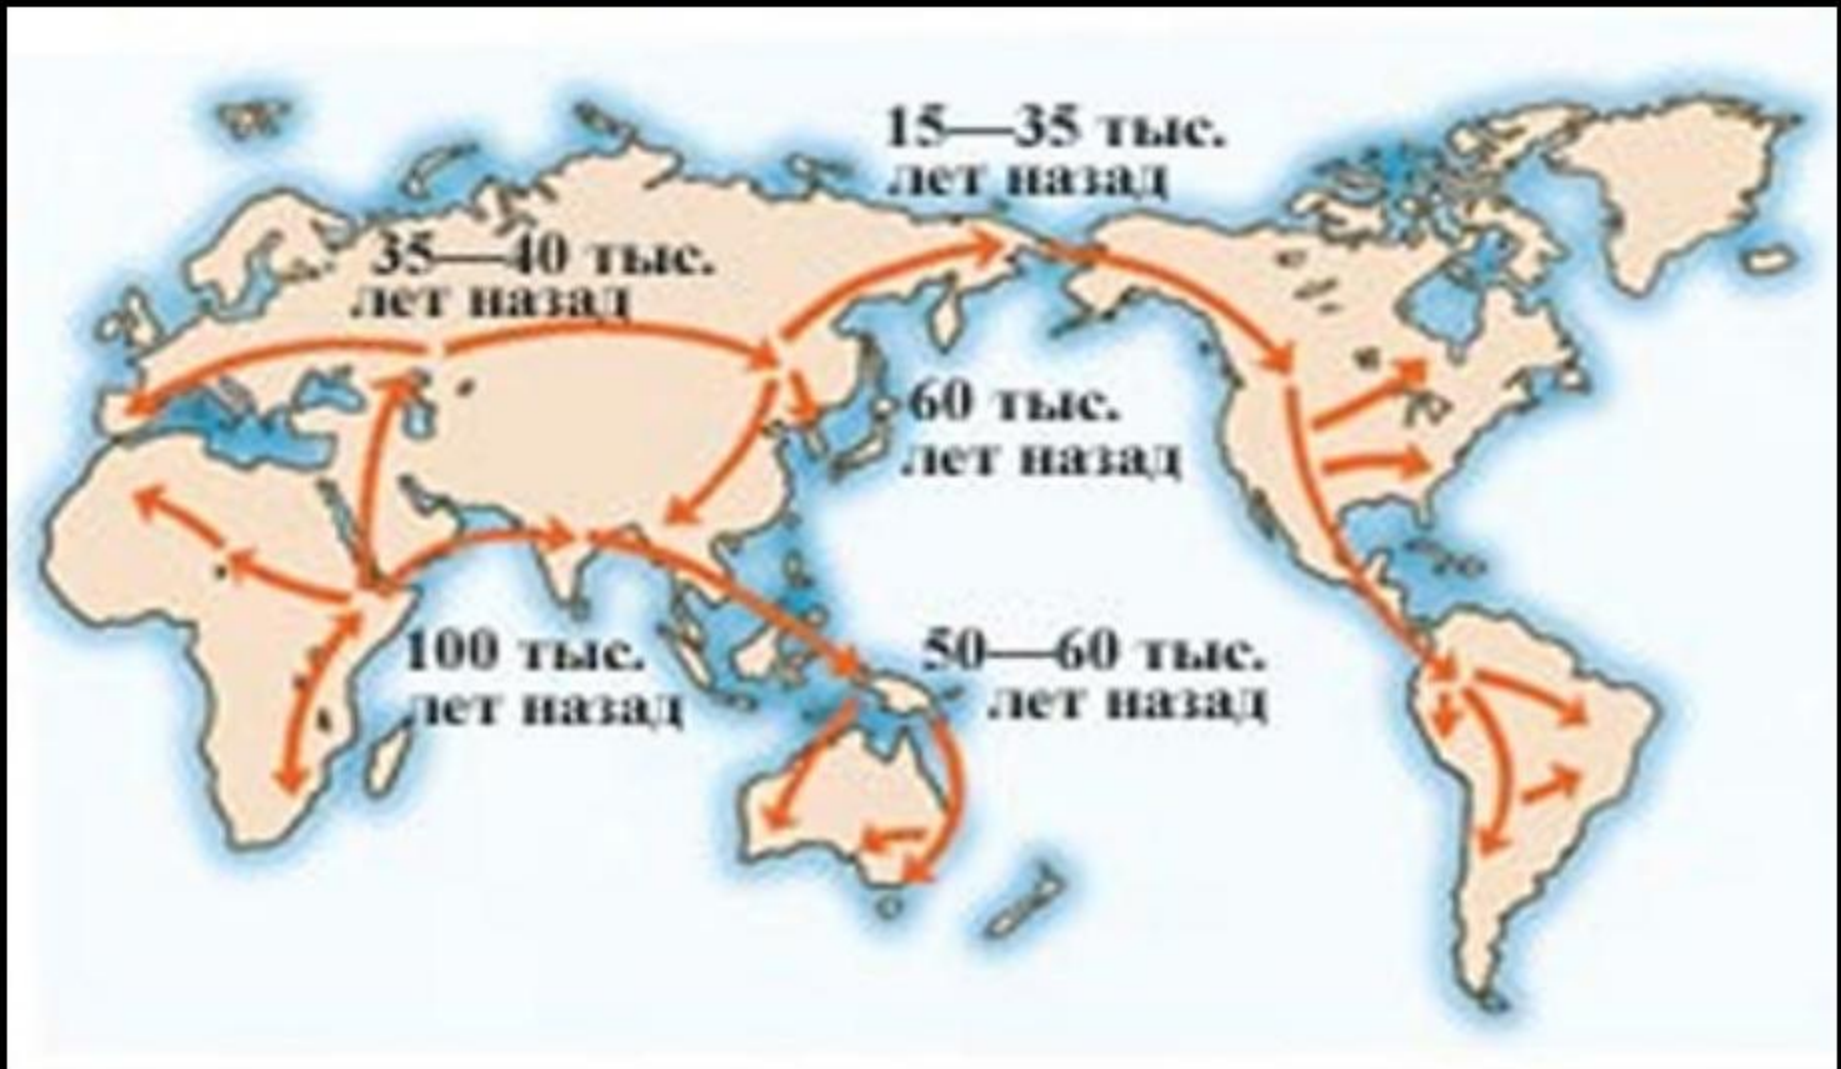 15—35 тыс.
лет назад
35—40 тыс.
лет назад
60 тыс.
лет назад
100 тыс.
лет назад
50—60 тыс.
лет назад